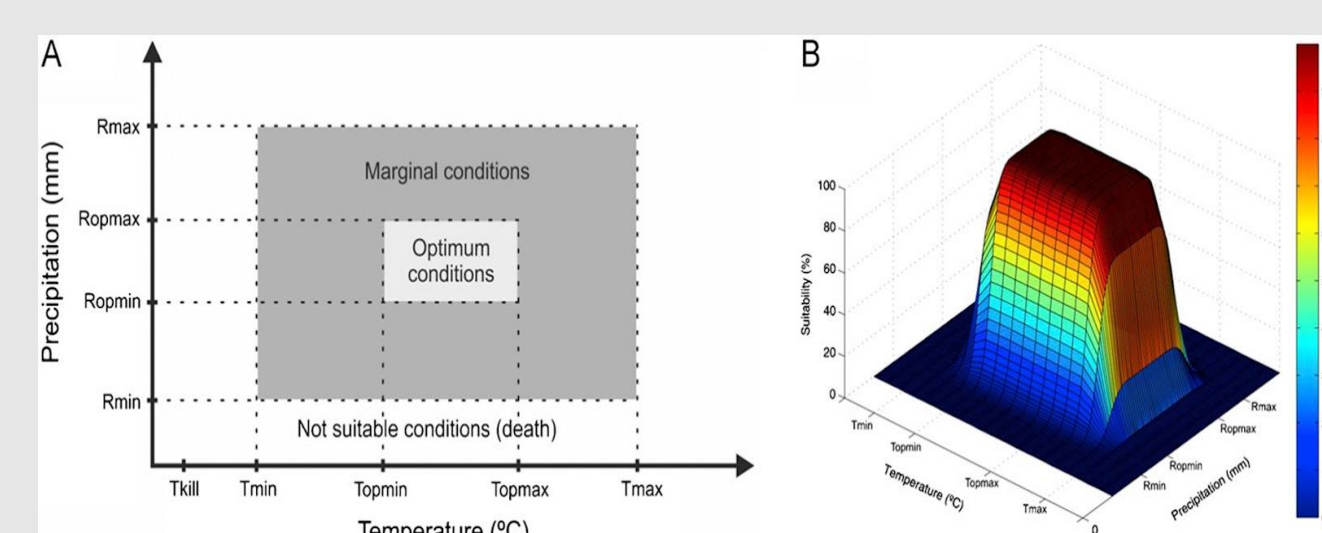 A
Precipitation (mm)
Rmax
Ropmax
Ropmin
Rmin
Marginal conditions
Optimum
conditions
Not suitable conditions (death)
Tkill
Tmin
Topmin
Topmax
Tmax
Temperature (ºC)
B
Suitability (%)
100
80
60
40
20
0
Tmin
Topmin
Topmax
Tmax
Temperature (ºC)
0
Rmin
Ropmin
Ropmax
Rmax
Precipitation (mm)